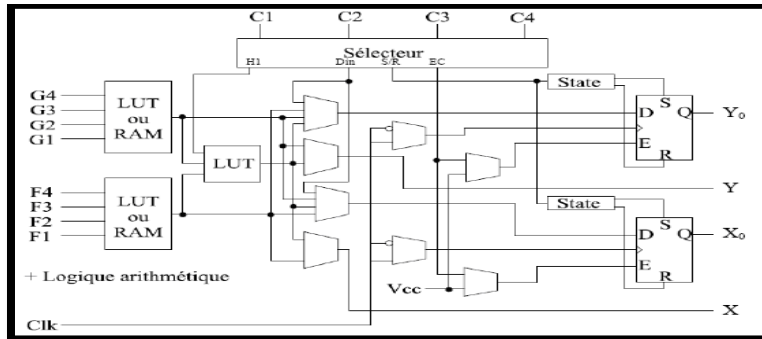 C1 C2 C3 C4
Sélecteur
H1 Din S/R EC
G4
G3
G2
G1
LUT
ou
RAM
LUT
F4
F3
F2
F1
LUT
ou
RAM
State
S
D Q
E
R
Y₀
Y
State
S
D Q
E
R
X₀
X
+ Logique arithmétique
Vcc
Clk